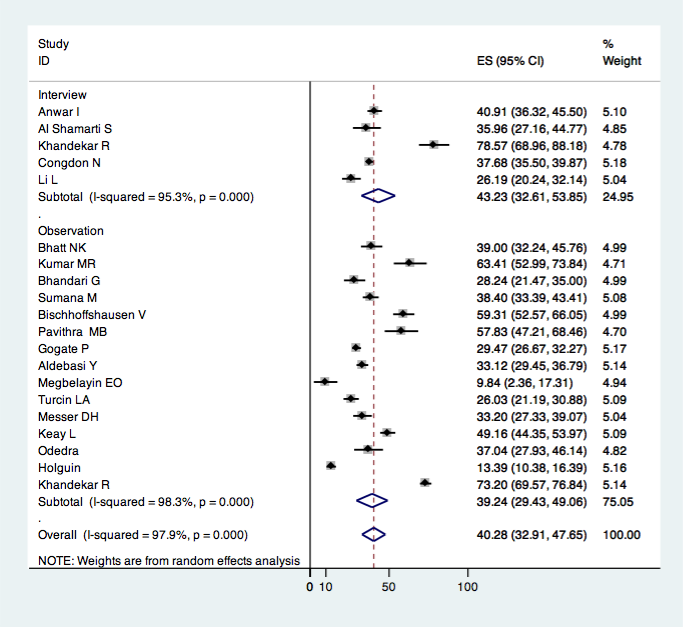 Study %
ID ES (95% CI) Weight
Interview
Anwar I 40.91 (36.32, 45.50) 5.10
Al Shamarti S 35.96 (27.16, 44.77) 4.85
Khandekar R 78.57 (68.96, 88.18) 4.78
Congdon N 37.68 (35.50, 39.87) 5.18
Li L 26.19 (20.24, 32.14) 5.04
Subtotal (I-squared = 95.3%, p = 0.000) 43.23 (32.61, 53.85) 24.95
.
Observation
Bhatt NK 39.00 (32.24, 45.76) 4.99
Kumar MR 63.41 (52.99, 73.84) 4.71
Bhandari G 28.24 (21.47, 35.00) 4.99
Sumana M 38.40 (33.39, 43.41) 5.08
Bischhoffshausen V 59.31 (52.57, 66.05) 4.99
Pavithra MB 57.83 (47.21, 68.46) 4.70
Gogate P 29.47 (26.67, 32.27) 5.17
Aldebasi Y 33.12 (29.45, 36.79) 5.14
Megbelayin EO 9.84 (2.36, 17.31) 4.94
Turcin LA 26.03 (21.19, 30.88) 5.09
Messer DH 33.20 (27.33, 39.07) 5.04
Keay L 49.16 (44.35, 53.97) 5.09
Odedra 37.04 (27.93, 46.14) 4.82
Holguin 13.39 (10.38, 16.39) 5.16
Khandekar R 73.20 (69.57, 76.84) 5.14
Subtotal (I-squared = 98.3%, p = 0.000) 39.24 (29.43, 49.06) 75.05
.
Overall (I-squared = 97.9%, p = 0.000) 40.28 (32.91, 47.65) 100.00
NOTE: Weights are from random effects analysis
0 10 50 100